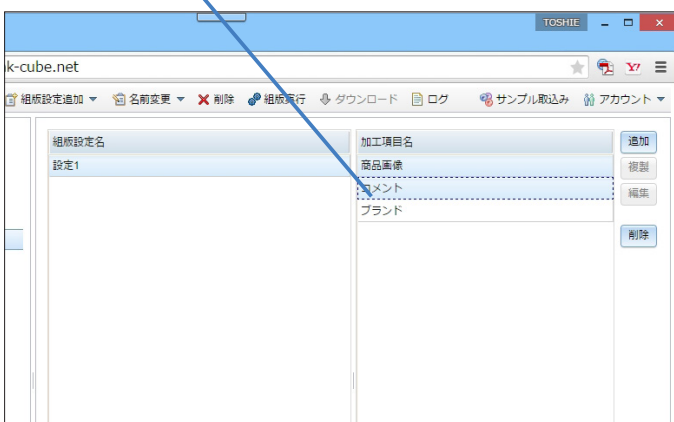 TOSHIE
k-cube.net
組版設定追加 名前変更 削除 組版実行 ダウンロード ログ サンプル取込み アカウント
組版設定名 加工項目名 追加
設定1 商品画像 複製
コメント 編集
ブランド
削除